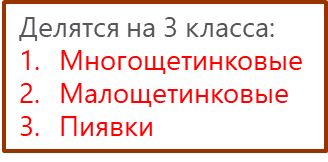 Делятся на 3 класса:
1. Многощетинковые
2. Малощетинковые
3. Пиявки